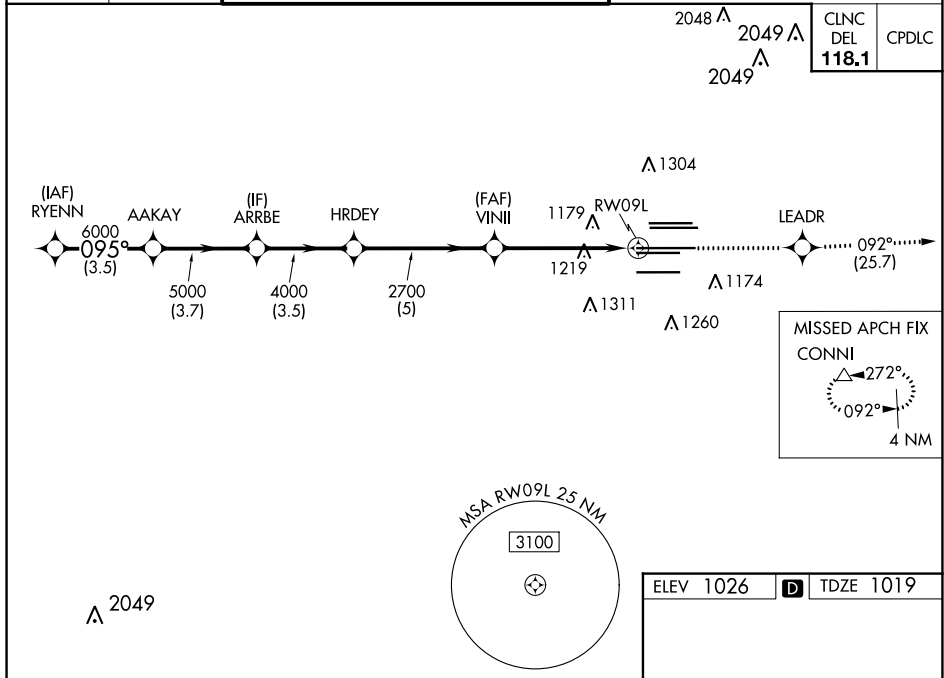 2048
2049
2049
CLNC
DEL
118.1
CPDLC
1304
(IAF)
RYENN
AAKAY
(IF)
ARRBE
HRDEY
(FAF)
VINII
1179
RW09L
LEADR
6000
095°
(3.5)
5000
(3.7)
4000
(3.5)
2700
(5)
1219
092°
(25.7)
1174
1311
1260
MISSED APCH FIX
CONNI
272°
092°
4 NM
MSA RW09L 25 NM
3100
2049
ELEV 1026
D
TDZE 1019